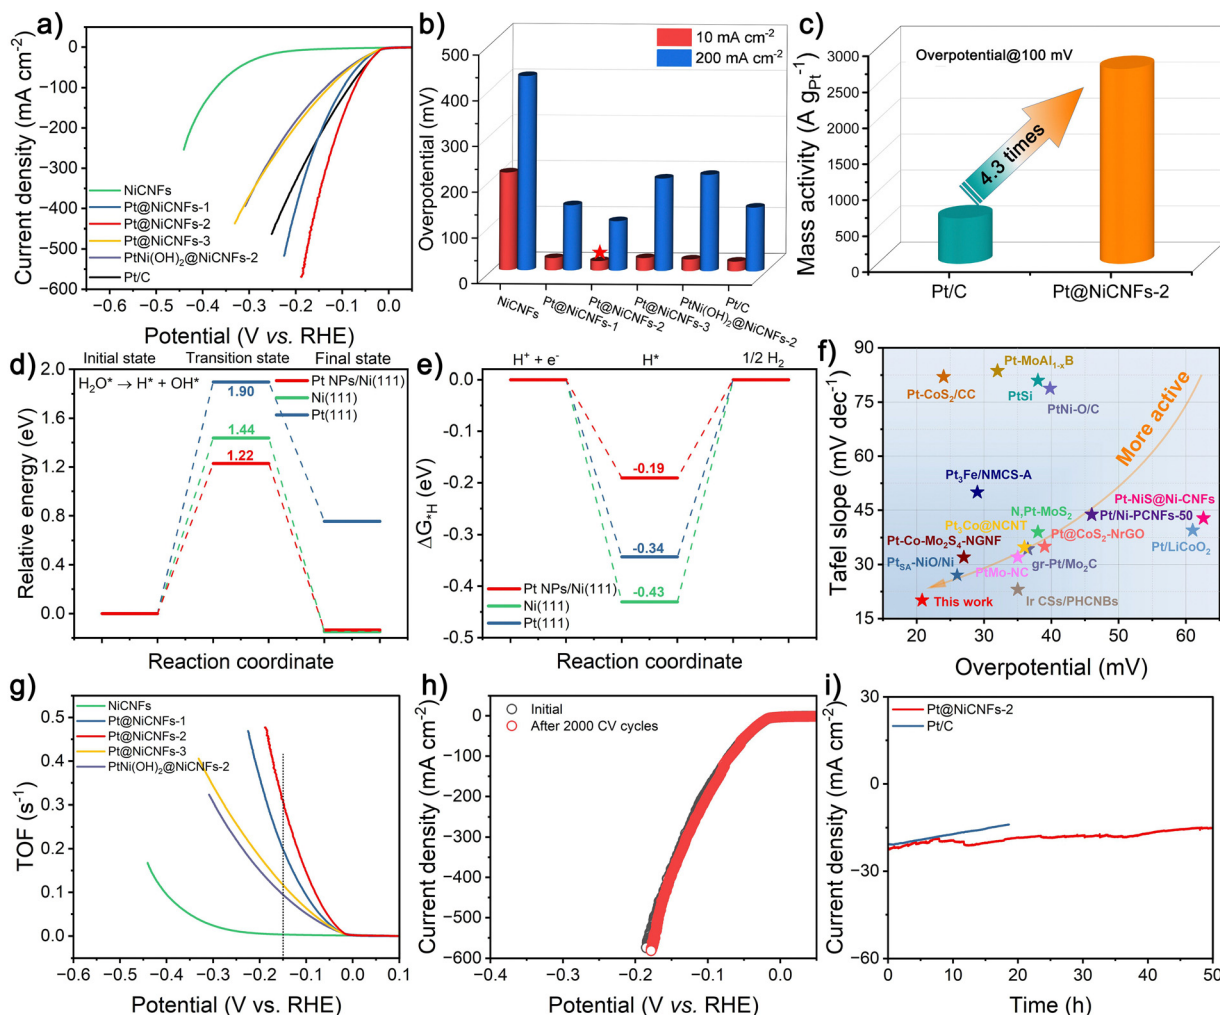 a)
0
−100
−200
−300
−400
−500
−600
Current density (mA cm⁻²)
NiCNFs
Pt@NiCNFs-1
Pt@NiCNFs-2
Pt@NiCNFs-3
PtNi(OH)₂@NiCNFs-2
Pt/C
−0.6 −0.5 −0.4 −0.3 −0.2 −0.1 0.0
Potential (V vs. RHE)
b)
500
400
300
200
100
0
Overpotential (mV)
10 mA cm⁻²
200 mA cm⁻²
NiCNFs
Pt@NiCNFs-1
Pt@NiCNFs-2
Pt@NiCNFs-3
PtNi(OH)₂@NiCNFs-2
Pt/C
c)
3000
2500
2000
1500
1000
500
0
Mass activity (A gPt⁻¹)
Overpotential@100 mV
4.3 times
Pt/C Pt@NiCNFs-2
d)
Initial state Transition state Final state
2.0
1.6
1.2
0.8
0.4
0.0
Relative energy (eV)
H₂O* → H* + OH*
Pt NPs/Ni(111)
Ni(111)
Pt(111)
1.90
1.44
1.22
Reaction coordinate
e)
H⁺ + e⁻ H* 1/2 H₂
0.0
−0.1
−0.2
−0.3
−0.4
−0.5
ΔG*H (eV)
-0.19
-0.34
-0.43
Pt NPs/Ni(111)
Ni(111)
Pt(111)
Reaction coordinate
f)
90
75
60
45
30
15
Tafel slope (mV dec⁻¹)
Pt-MoAl₁₋ₓB
Pt-CoS₂/CC
PtSi
PtNi-O/C
More active
Pt₃Fe/NMCS-A
Pt-NiS@Ni-CNFs
N,Pt-MoS₂
Pt/Ni-PCNFs-50
Pt₃Co@NCNT
Pt@CoS₂-NrGO
Pt/LiCoO₂
Pt-Co-Mo₂S₄-NGNF
PtSA-NiO/Ni
PtMo-NC
gr-Pt/Mo₂C
This work
Ir CSs/PHCNBs
20 30 40 50 60
Overpotential (mV)
g)
0.5
0.4
0.3
0.2
0.1
0.0
TOF (s⁻¹)
NiCNFs
Pt@NiCNFs-1
Pt@NiCNFs-2
Pt@NiCNFs-3
PtNi(OH)₂@NiCNFs-2
−0.6 −0.5 −0.4 −0.3 −0.2 −0.1 0.0 0.1
Potential (V vs. RHE)
h)
0
−100
−200
−300
−400
−500
−600
Current density (mA cm⁻²)
Initial
After 2000 CV cycles
−0.4 −0.3 −0.2 −0.1 0.0
Potential (V vs. RHE)
i)
30
0
−30
−60
Current density (mA cm⁻²)
Pt@NiCNFs-2
Pt/C
0 10 20 30 40 50
Time (h)